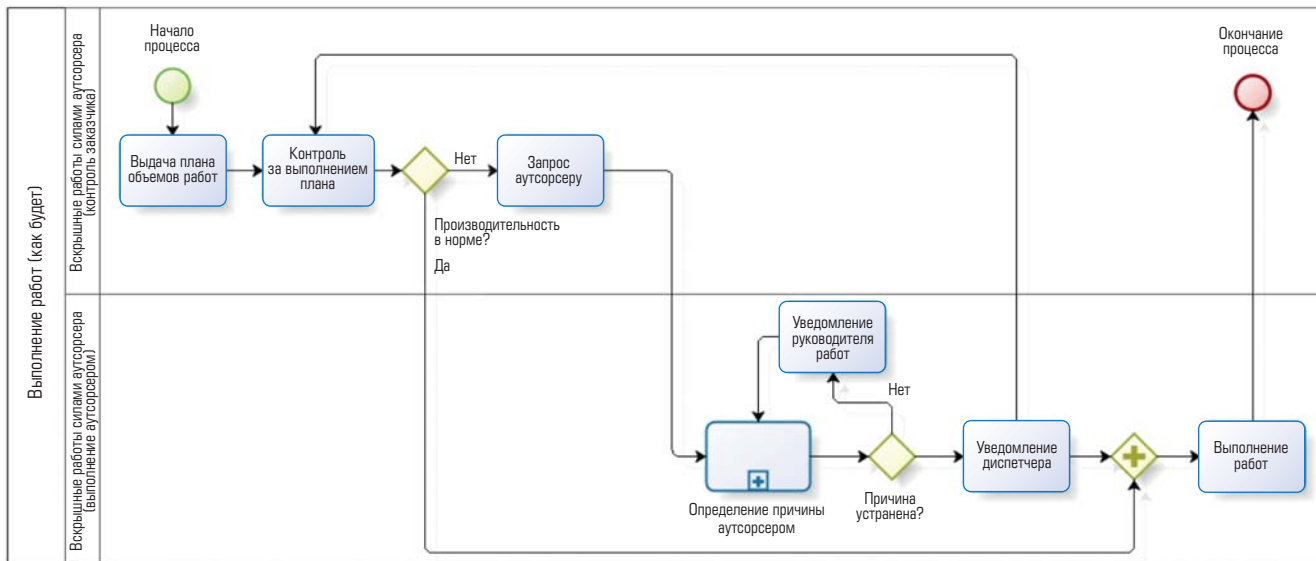 Выполнение работ (как будет)
Вскрышные работы силами аутсорсера
(контроль заказчика)
Начало
процесса
Окончание
процесса
Выдача плана
объемов работ
Контроль
за выполнением
плана
Нет
Запрос
аутсорсеру
Производительность
в норме?
Да
Вскрышные работы силами аутсорсера
(выполнение аутсорсером)
Уведомление
руководителя
работ
Нет
Определение причины
аутсорсером
Причина
устранена?
Уведомление
диспетчера
Выполнение
работ